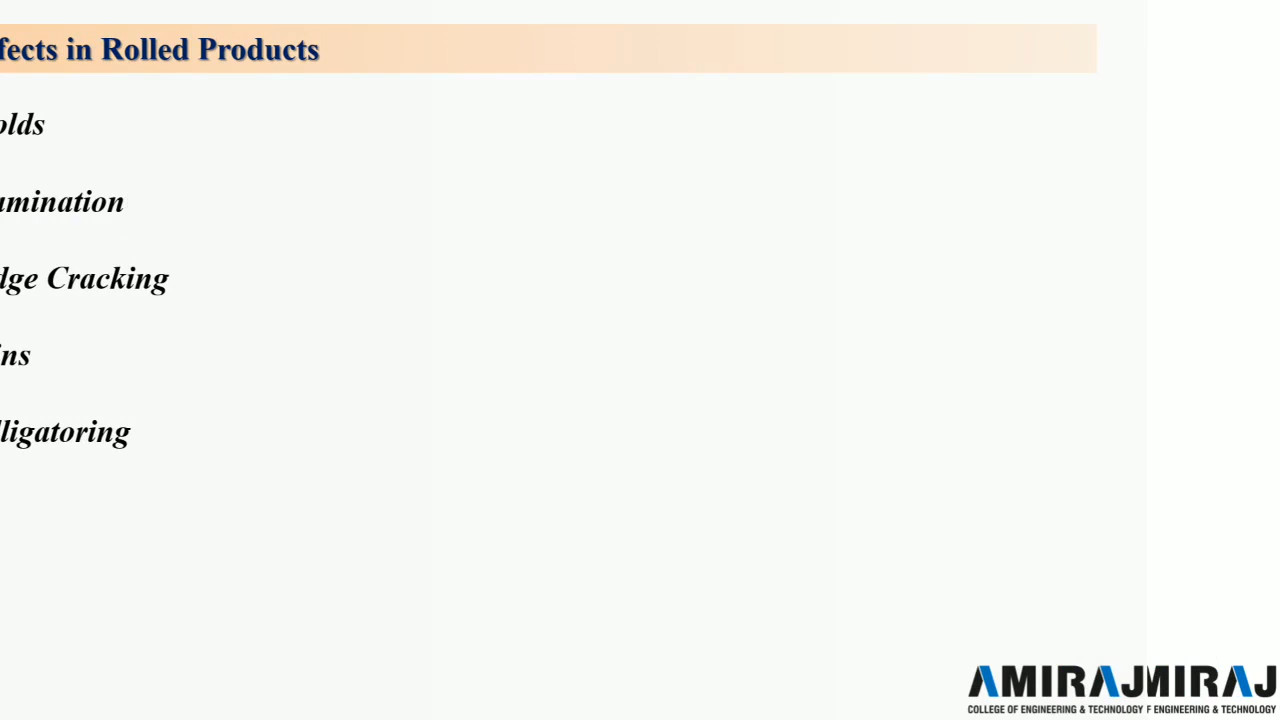 fects in Rolled Products
olds
amination
dge Cracking
ins
lligatoring
AMIRAJMIRAJ
COLLEGE OF ENGINEERING & TECHNOLOGY F ENGINEERING & TECHNOLOGY